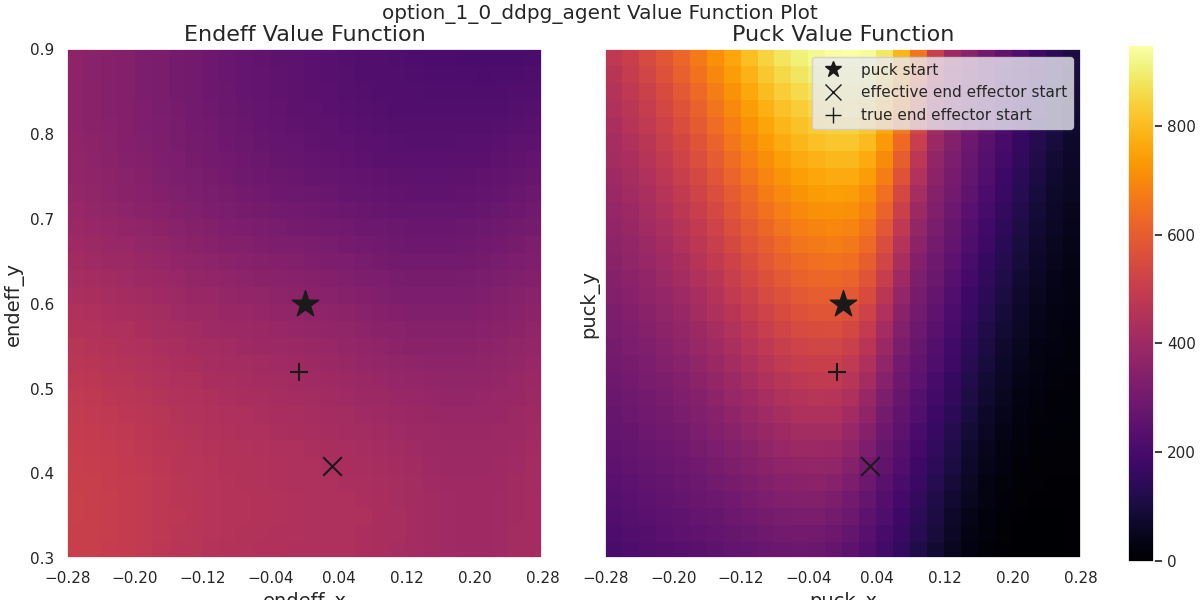 option_1_0_ddpg_agent Value Function Plot
Endeff Value Function
Puck Value Function
puck start
effective end effector start
true end effector start
0.9
0.8
0.7
0.6
0.5
0.4
0.3
endeff_y
puck_y
−0.28 −0.20 −0.12 −0.04 0.04 0.12 0.20 0.28
−0.28 −0.20 −0.12 −0.04 0.04 0.12 0.20 0.28
endeff_x
puck_x
800
600
400
200
0